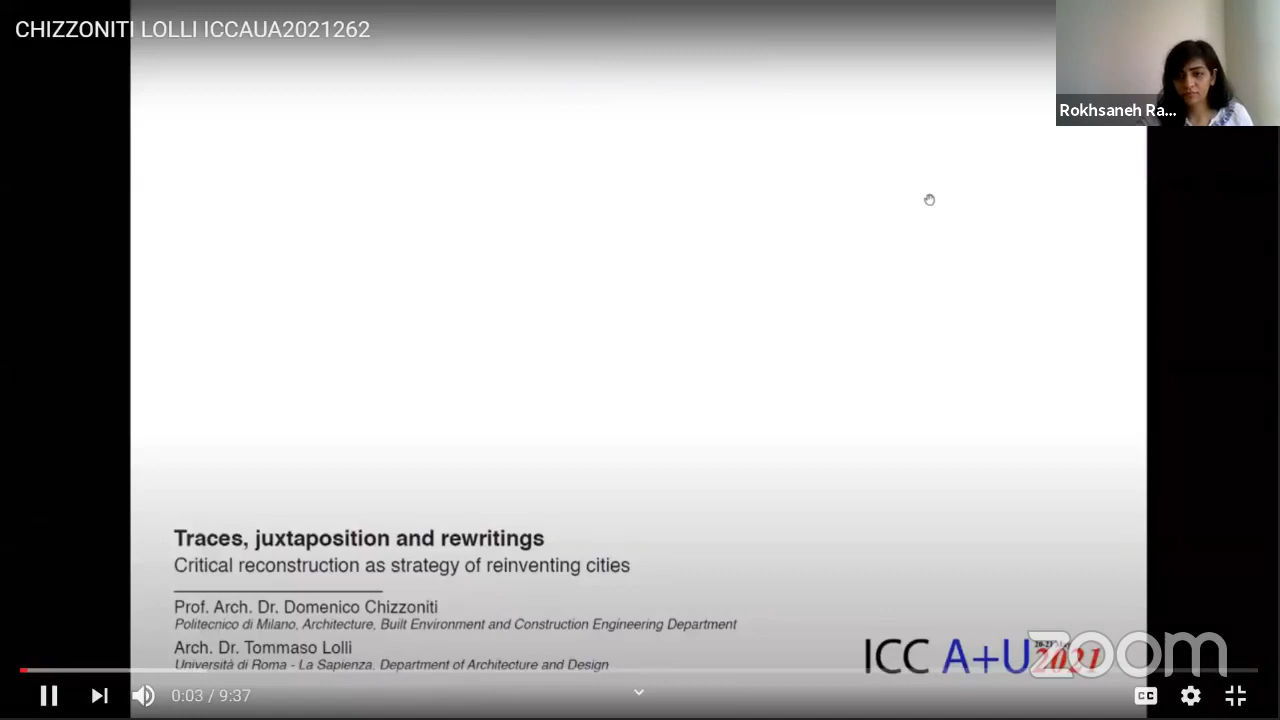 CHIZZONITI LOLLI ICCAUA2021262
Rokhsaneh Ra...
Traces, juxtaposition and rewritings
Critical reconstruction as strategy of reinventing cities
Prof. Arch. Dr. Domenico Chizzoniti
Politecnico di Milano, Architecture, Built Environment and Construction Engineering Department
Arch. Dr. Tommaso Lolli
Università di Roma - La Sapienza, Department of Architecture and Design
ICC A+U 2021
zoom
0:03 / 9:37
CC